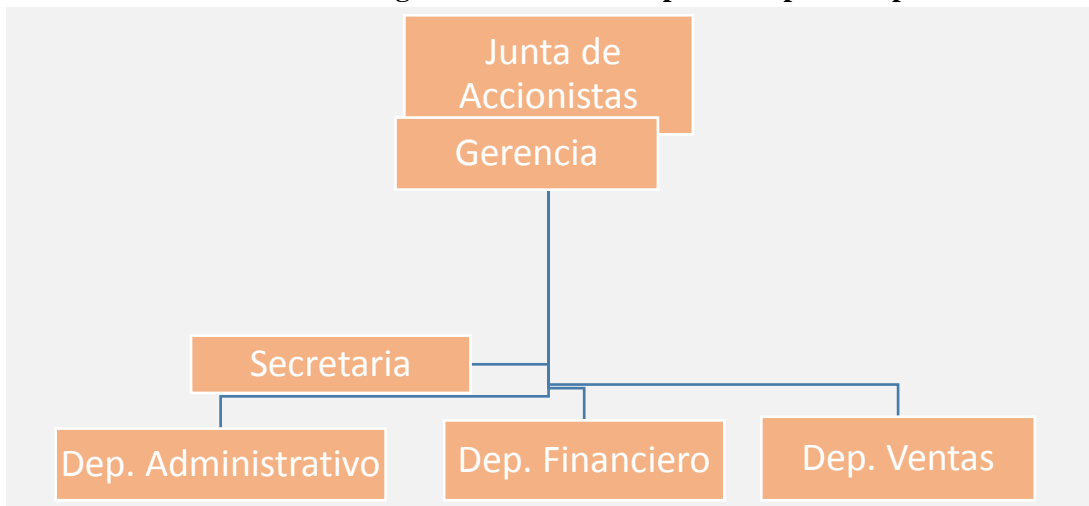 Junta de
Accionistas
Gerencia
Secretaria
Dep. Administrativo
Dep. Financiero
Dep. Ventas